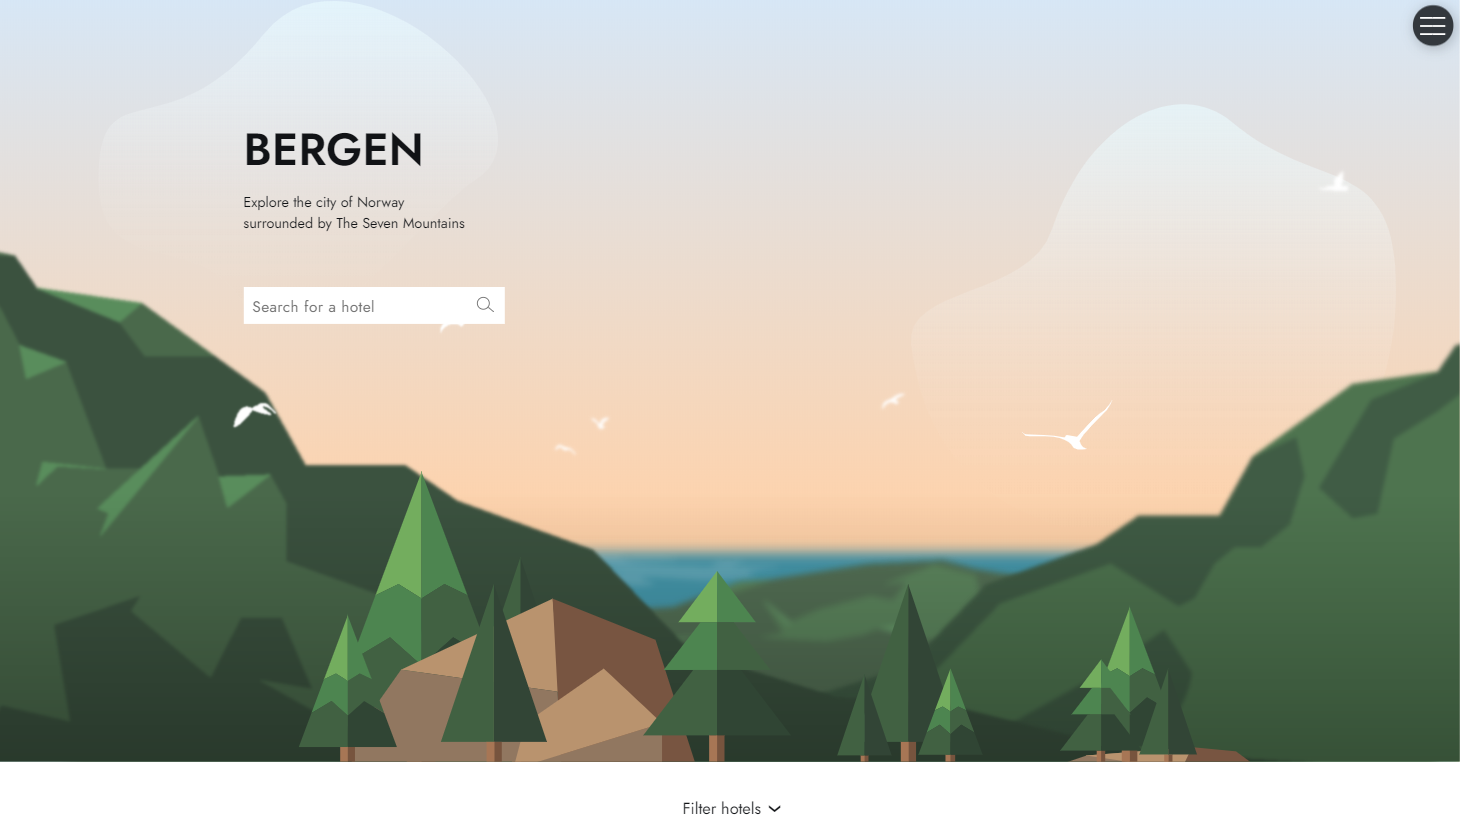 BERGEN
Explore the city of Norway
surrounded by The Seven Mountains
Search for a hotel
Filter hotels